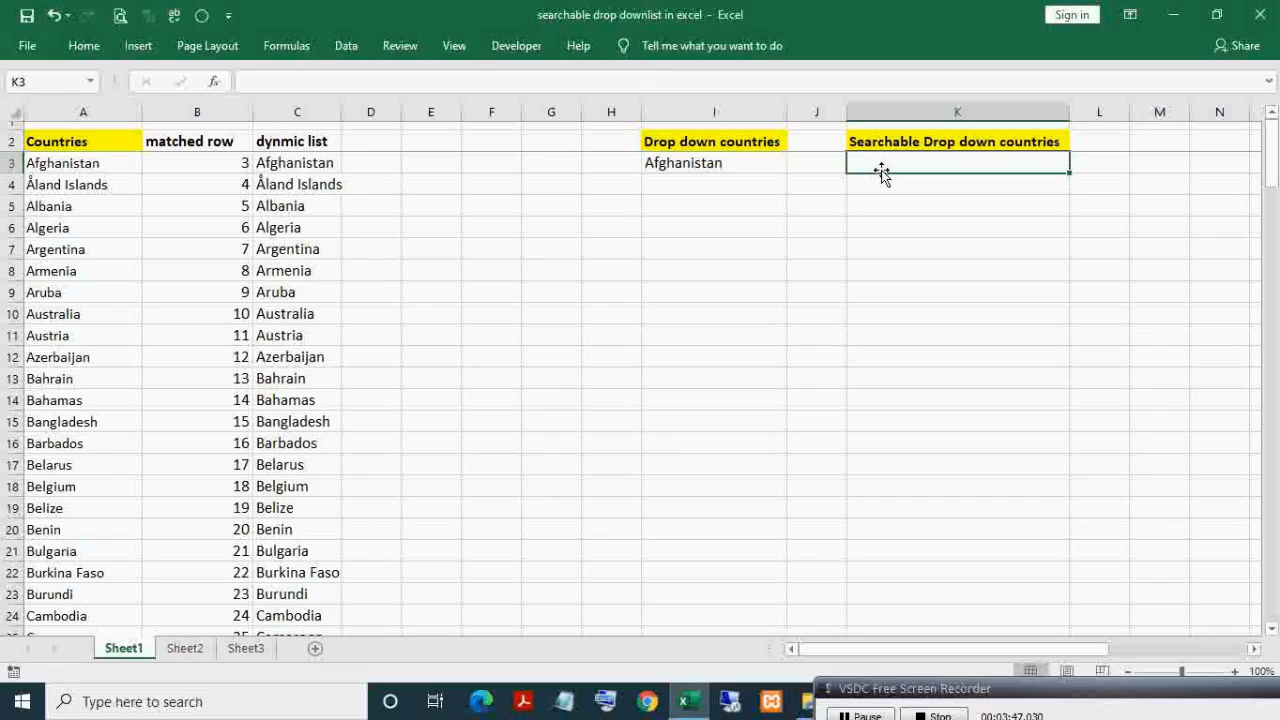 searchable drop downlist in excel - Excel
Sign in
File Home Insert Page Layout Formulas Data Review View Developer Help Tell me what you want to do Share
K3 fx
A B C D E F G H I J K L M N
2 Countries matched row dynmic list Drop down countries Searchable Drop down countries
3 Afghanistan 3 Afghanistan Afghanistan
4 Åland Islands 4 Åland Islands
5 Albania 5 Albania
6 Algeria 6 Algeria
7 Argentina 7 Argentina
8 Armenia 8 Armenia
9 Aruba 9 Aruba
10 Australia 10 Australia
11 Austria 11 Austria
12 Azerbaijan 12 Azerbaijan
13 Bahrain 13 Bahrain
14 Bahamas 14 Bahamas
15 Bangladesh 15 Bangladesh
16 Barbados 16 Barbados
17 Belarus 17 Belarus
18 Belgium 18 Belgium
19 Belize 19 Belize
20 Benin 20 Benin
21 Bulgaria 21 Bulgaria
22 Burkina Faso 22 Burkina Faso
23 Burundi 23 Burundi
24 Cambodia 24 Cambodia
Sheet1 Sheet2 Sheet3
100%
Type here to search
VSDC Free Screen Recorder
Pause Stop 00:03:47.030